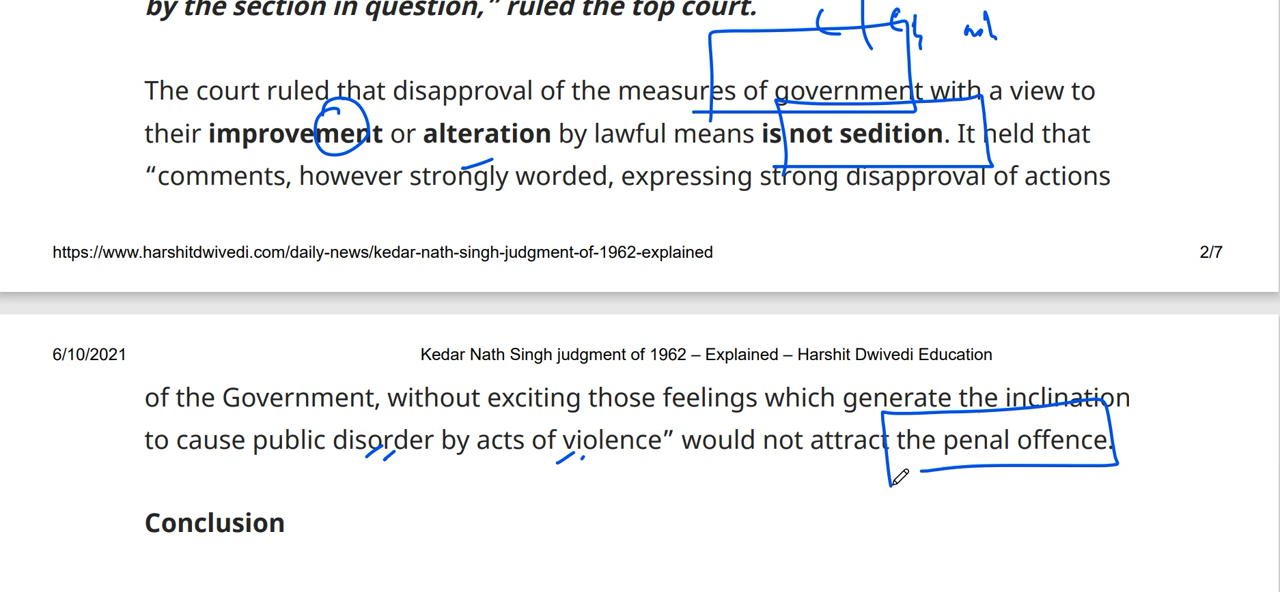 by the section in question,” ruled the top court.
The court ruled that disapproval of the measures of government with a view to
their improvement or alteration by lawful means is not sedition. It held that
“comments, however strongly worded, expressing strong disapproval of actions
https://www.harshitdwivedi.com/daily-news/kedar-nath-singh-judgment-of-1962-explained 2/7
6/10/2021 Kedar Nath Singh judgment of 1962 – Explained – Harshit Dwivedi Education
of the Government, without exciting those feelings which generate the inclination
to cause public disorder by acts of violence” would not attract the penal offence.
Conclusion